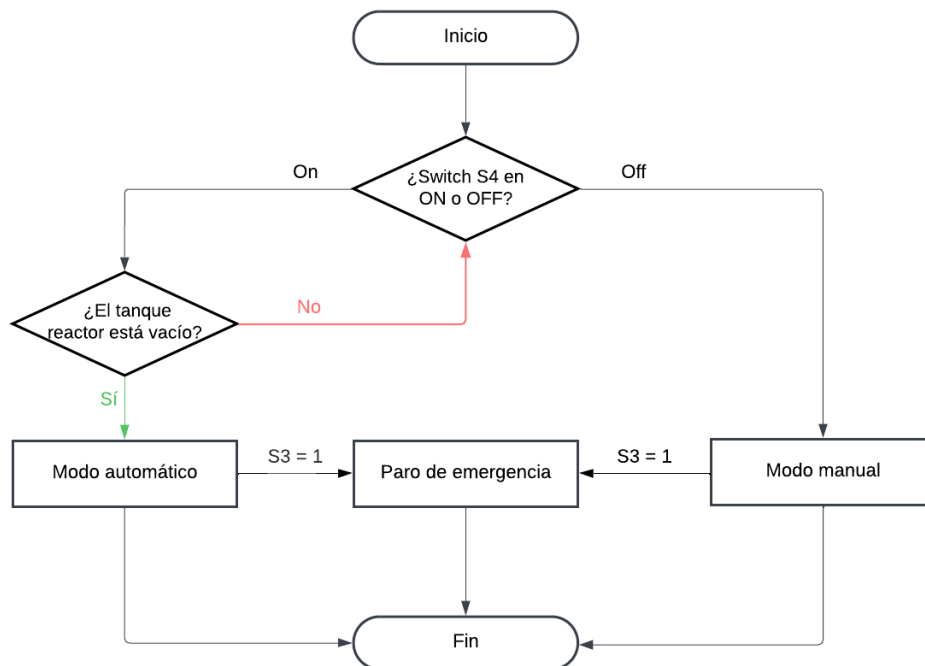 Inicio
On
¿Switch S4 en
ON o OFF?
Off
¿El tanque
reactor está vacío?
No
Sí
Modo automático
S3 = 1
Paro de emergencia
S3 = 1
Modo manual
Fin